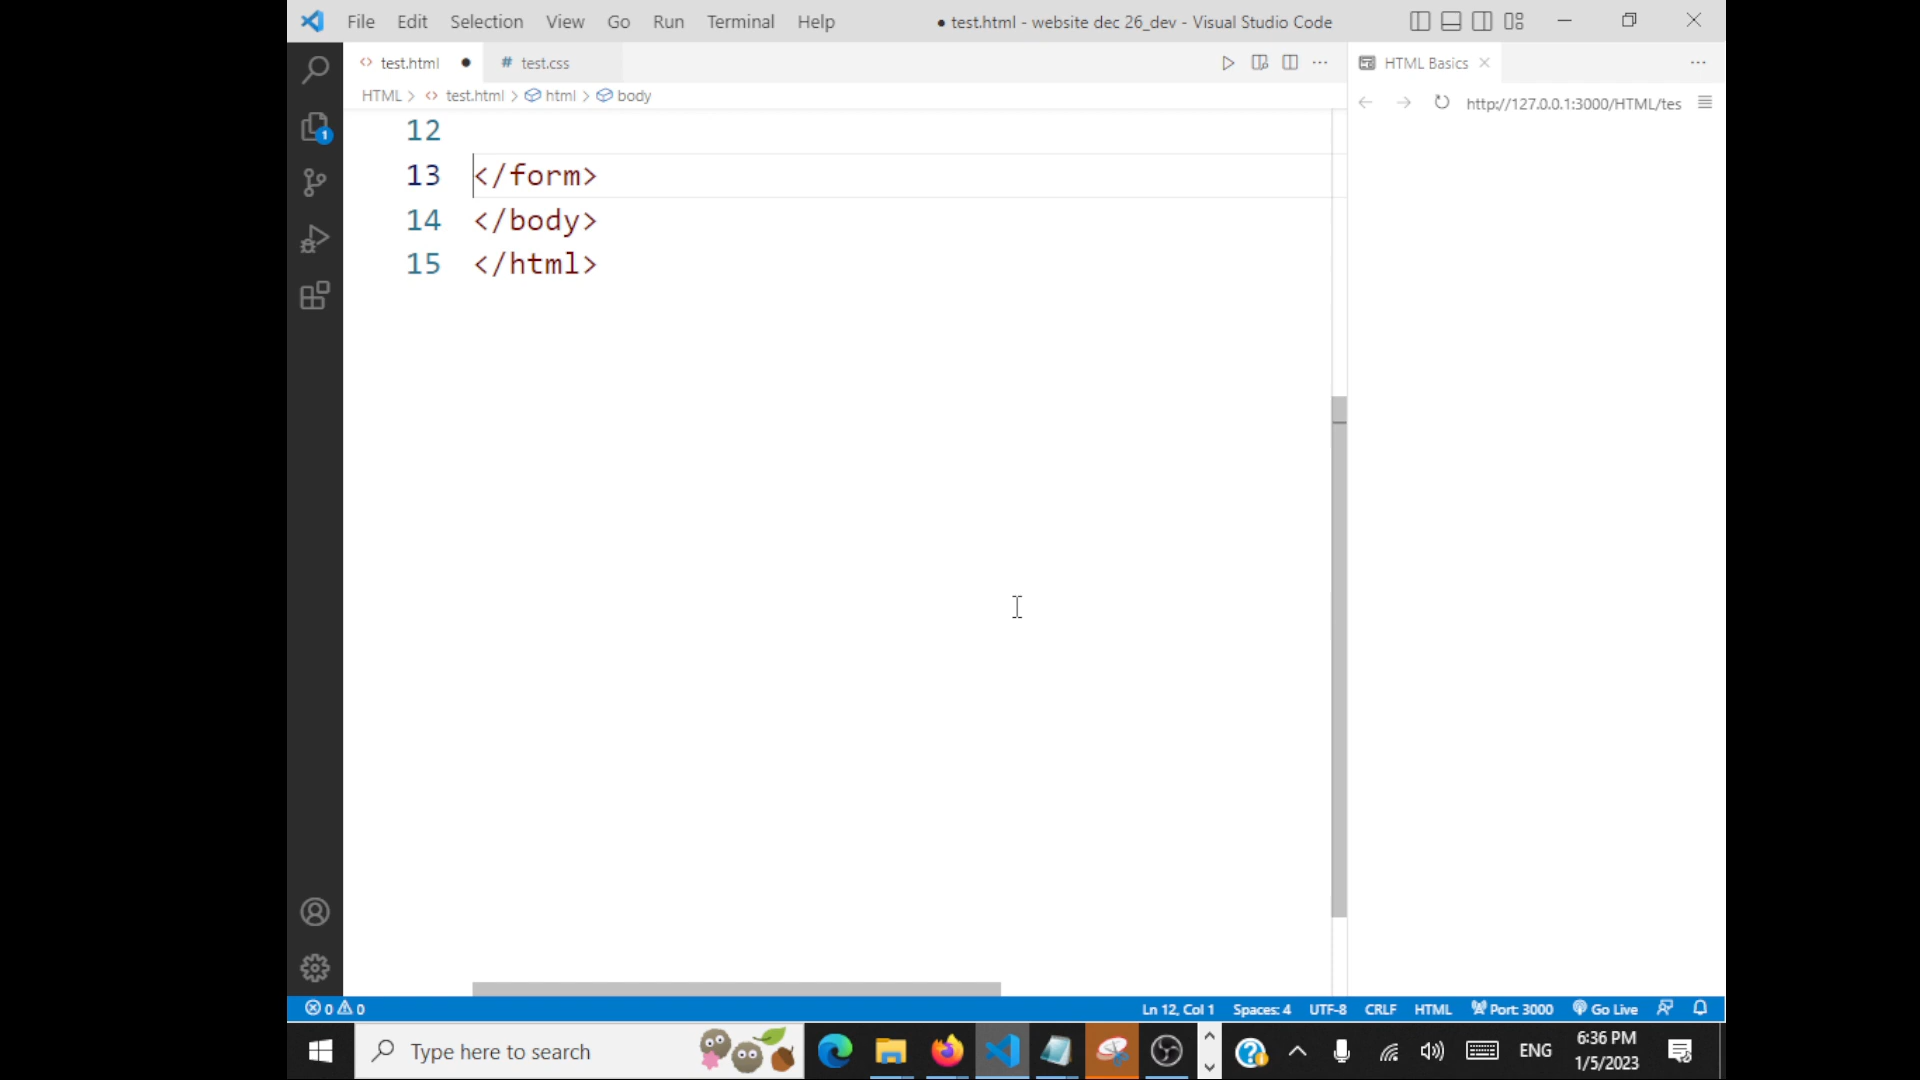 File Edit Selection View Go Run Terminal Help ● test.html - website dec 26_dev - Visual Studio Code
<> test.html ● # test.css HTML Basics
HTML > <> test.html > html > body
http://127.0.0.1:3000/HTML/tes
12
13 </form>
14 </body>
15 </html>
1
0 0 Ln 12, Col 1 Spaces: 4 UTF-8 CRLF HTML Port: 3000 Go Live
Type here to search ENG 6:36 PM
1/5/2023